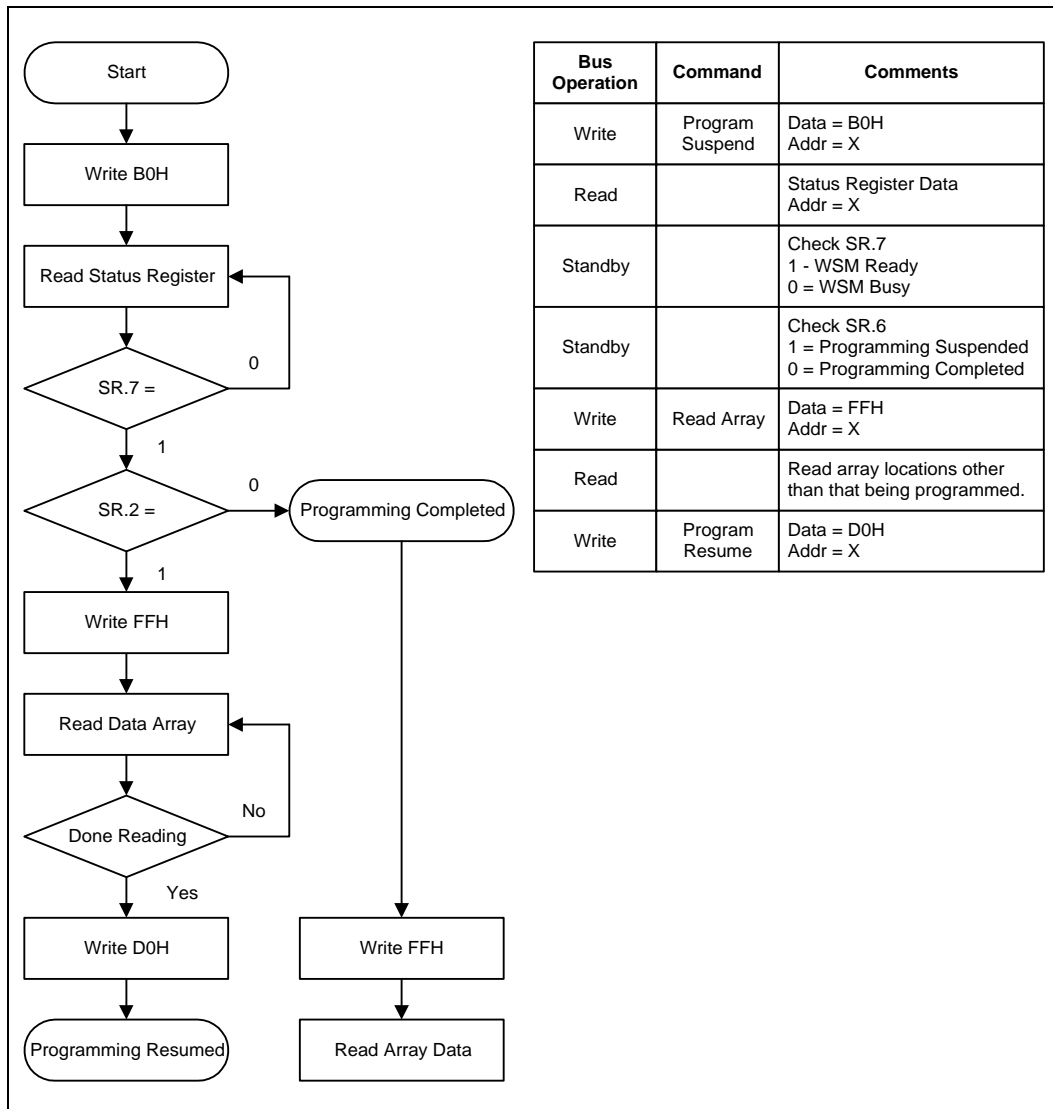 Start
Write B0H
Read Status Register
0
SR.7 =
1
0
SR.2 =
Programming Completed
1
Write FFH
Read Data Array
No
Done Reading
Yes
Write D0H
Write FFH
Programming Resumed
Read Array Data
Bus
Operation
Command
Comments
Write
Program
Suspend
Data = B0H
Addr = X
Read
Status Register Data
Addr = X
Standby
Check SR.7
1 - WSM Ready
0 = WSM Busy
Standby
Check SR.6
1 = Programming Suspended
0 = Programming Completed
Write
Read Array
Data = FFH
Addr = X
Read
Read array locations other
than that being programmed.
Write
Program
Resume
Data = D0H
Addr = X